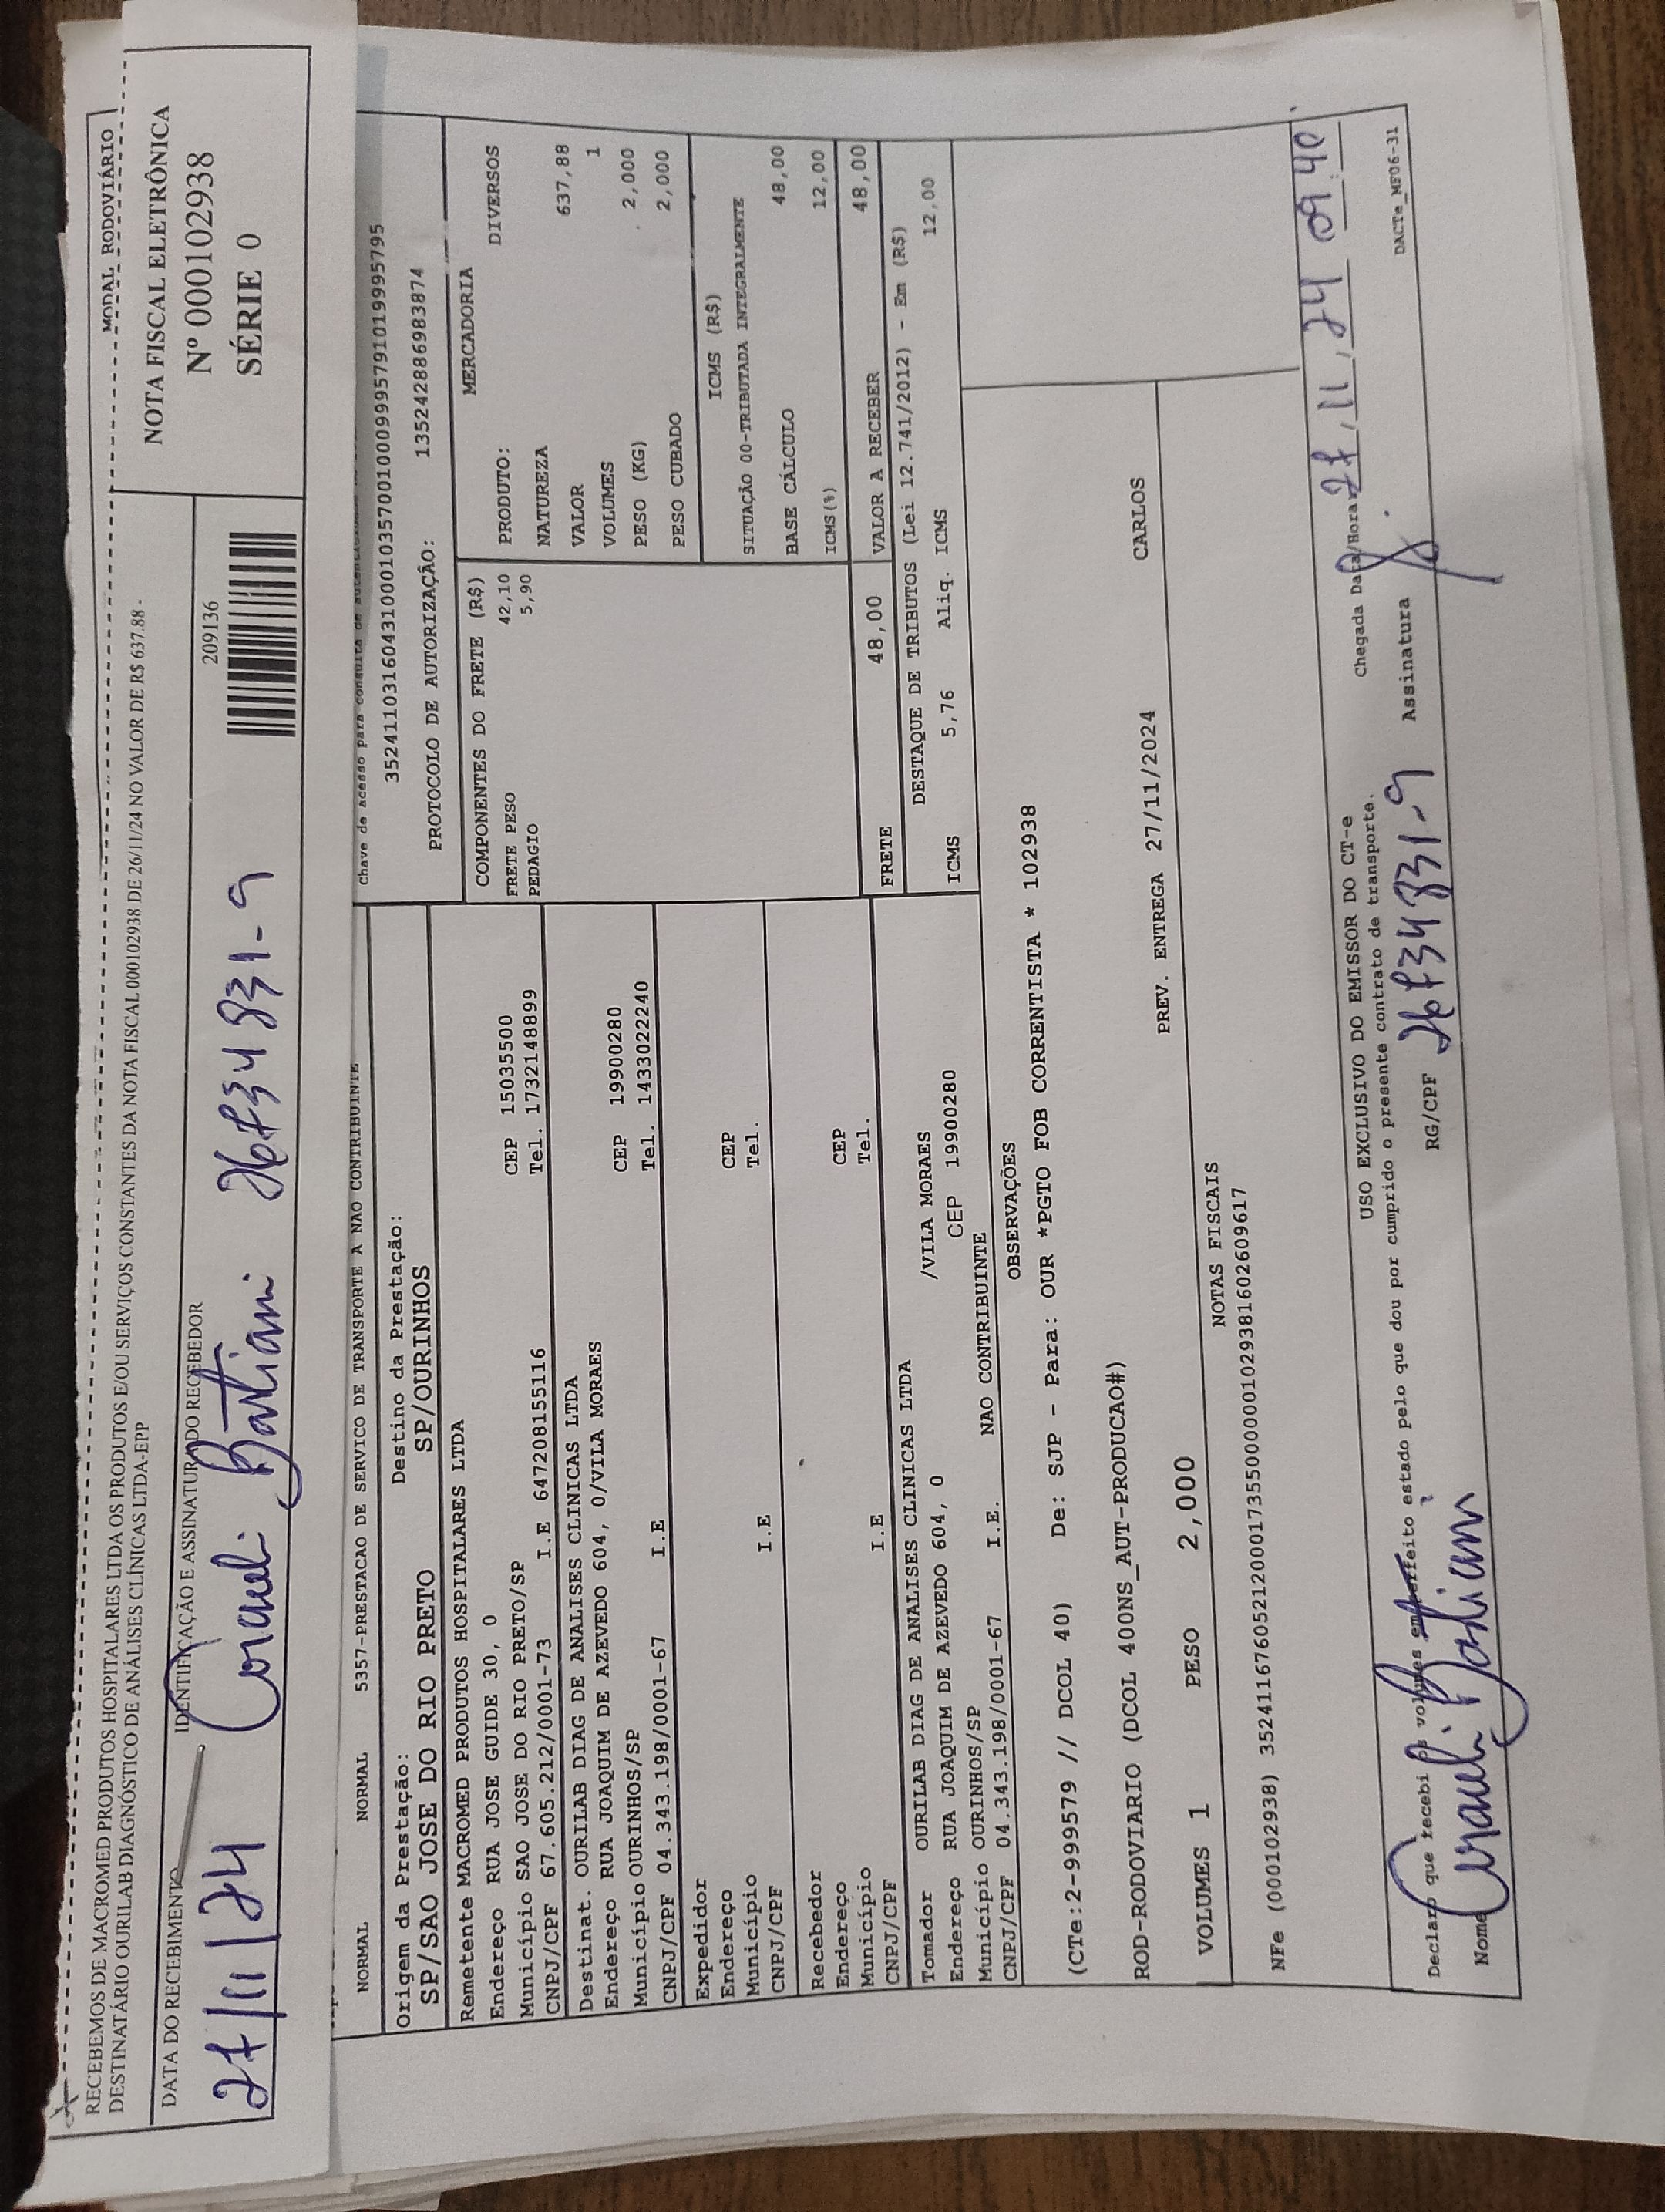 MODAL RODOVIÁRIO
RECEBEMOS DE MACROMED PRODUTOS HOSPITALARES LTDA OS PRODUTOS E/OU SERVIÇOS CONSTANTES DA NOTA FISCAL 000102938 DE 26/11/24 NO VALOR DE R$ 637.88 -
DESTINATÁRIO OURILAB DIAGNÓSTICO DE ANÁLISES CLÍNICAS LTDA-EPP
NOTA FISCAL ELETRÔNICA
Nº 000102938
SÉRIE 0
DATA DO RECEBIMENTO
IDENTIFICAÇÃO E ASSINATURA DO RECEBEDOR
209136
27/11/24
Bastiani 26734831-9
NORMAL NORMAL 5357-PRESTACAO DE SERVICO DE TRANSPORTE A NAO CONTRIBUINTE
Chave de acesso para consulta de autenticidade
35241103160431000103570010009995791019995795
PROTOCOLO DE AUTORIZAÇÃO: 135242886983874
Origem da Prestação: Destino da Prestação:
SP/SAO JOSE DO RIO PRETO SP/OURINHOS
Remetente MACROMED PRODUTOS HOSPITALARES LTDA
Endereço RUA JOSE GUIDE 30, 0 CEP 15035500
Município SAO JOSE DO RIO PRETO/SP Tel. 1732148899
CNPJ/CPF 67.605.212/0001-73 I.E 647208155116
Destinat. OURILAB DIAG DE ANALISES CLINICAS LTDA
Endereço RUA JOAQUIM DE AZEVEDO 604, 0/VILA MORAES CEP 19900280
Município OURINHOS/SP Tel. 1433022240
CNPJ/CPF 04.343.198/0001-67 I.E
Expedidor
Endereço CEP
Município Tel.
CNPJ/CPF I.E
Recebedor
Endereço CEP
Município Tel.
CNPJ/CPF I.E
Tomador OURILAB DIAG DE ANALISES CLINICAS LTDA /VILA MORAES
Endereço RUA JOAQUIM DE AZEVEDO 604, 0 CEP 19900280
Município OURINHOS/SP
CNPJ/CPF 04.343.198/0001-67 I.E. NAO CONTRIBUINTE
COMPONENTES DO FRETE (R$)
FRETE PESO 42,10
PEDAGIO 5,90
MERCADORIA
PRODUTO: DIVERSOS
NATUREZA
VALOR 637,88
VOLUMES 1
PESO (KG) 2,000
PESO CUBADO 2,000
ICMS (R$)
SITUAÇÃO 00-TRIBUTADA INTEGRALMENTE
BASE CÁLCULO 48,00
ICMS(%) 12,00
FRETE 48,00 VALOR A RECEBER 48,00
DESTAQUE DE TRIBUTOS (Lei 12.741/2012) - Em (R$)
ICMS 5,76 Aliq. ICMS 12,00
OBSERVAÇÕES
(CTe:2-999579 // DCOL 40) De: SJP - Para: OUR *PGTO FOB CORRENTISTA * 102938
ROD-RODOVIARIO (DCOL 400NS_AUT-PRODUCAO#) PREV. ENTREGA 27/11/2024 CARLOS
VOLUMES 1 PESO 2,000
NOTAS FISCAIS
NFe (000102938) 35241167605212000173550000001029381602609617
USO EXCLUSIVO DO EMISSOR DO CT-e
Declaro que recebi os volumes em perfeito estado pelo que dou por cumprido o presente contrato de transporte.
Chegada Data/Hora 27/11/24 09:40
Nome Bastiani RG/CPF 26734831-9 Assinatura
DACTe_MF06-31